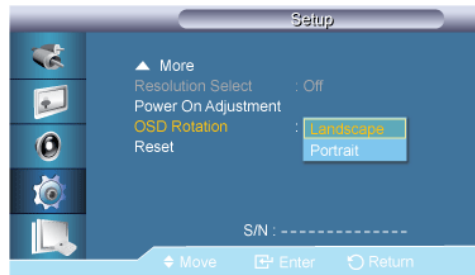 Setup
▲ More
Resolution Select : Off
Power On Adjustment
OSD Rotation : Landscape
Portrait
Reset
S/N : --------------
Move Enter Return